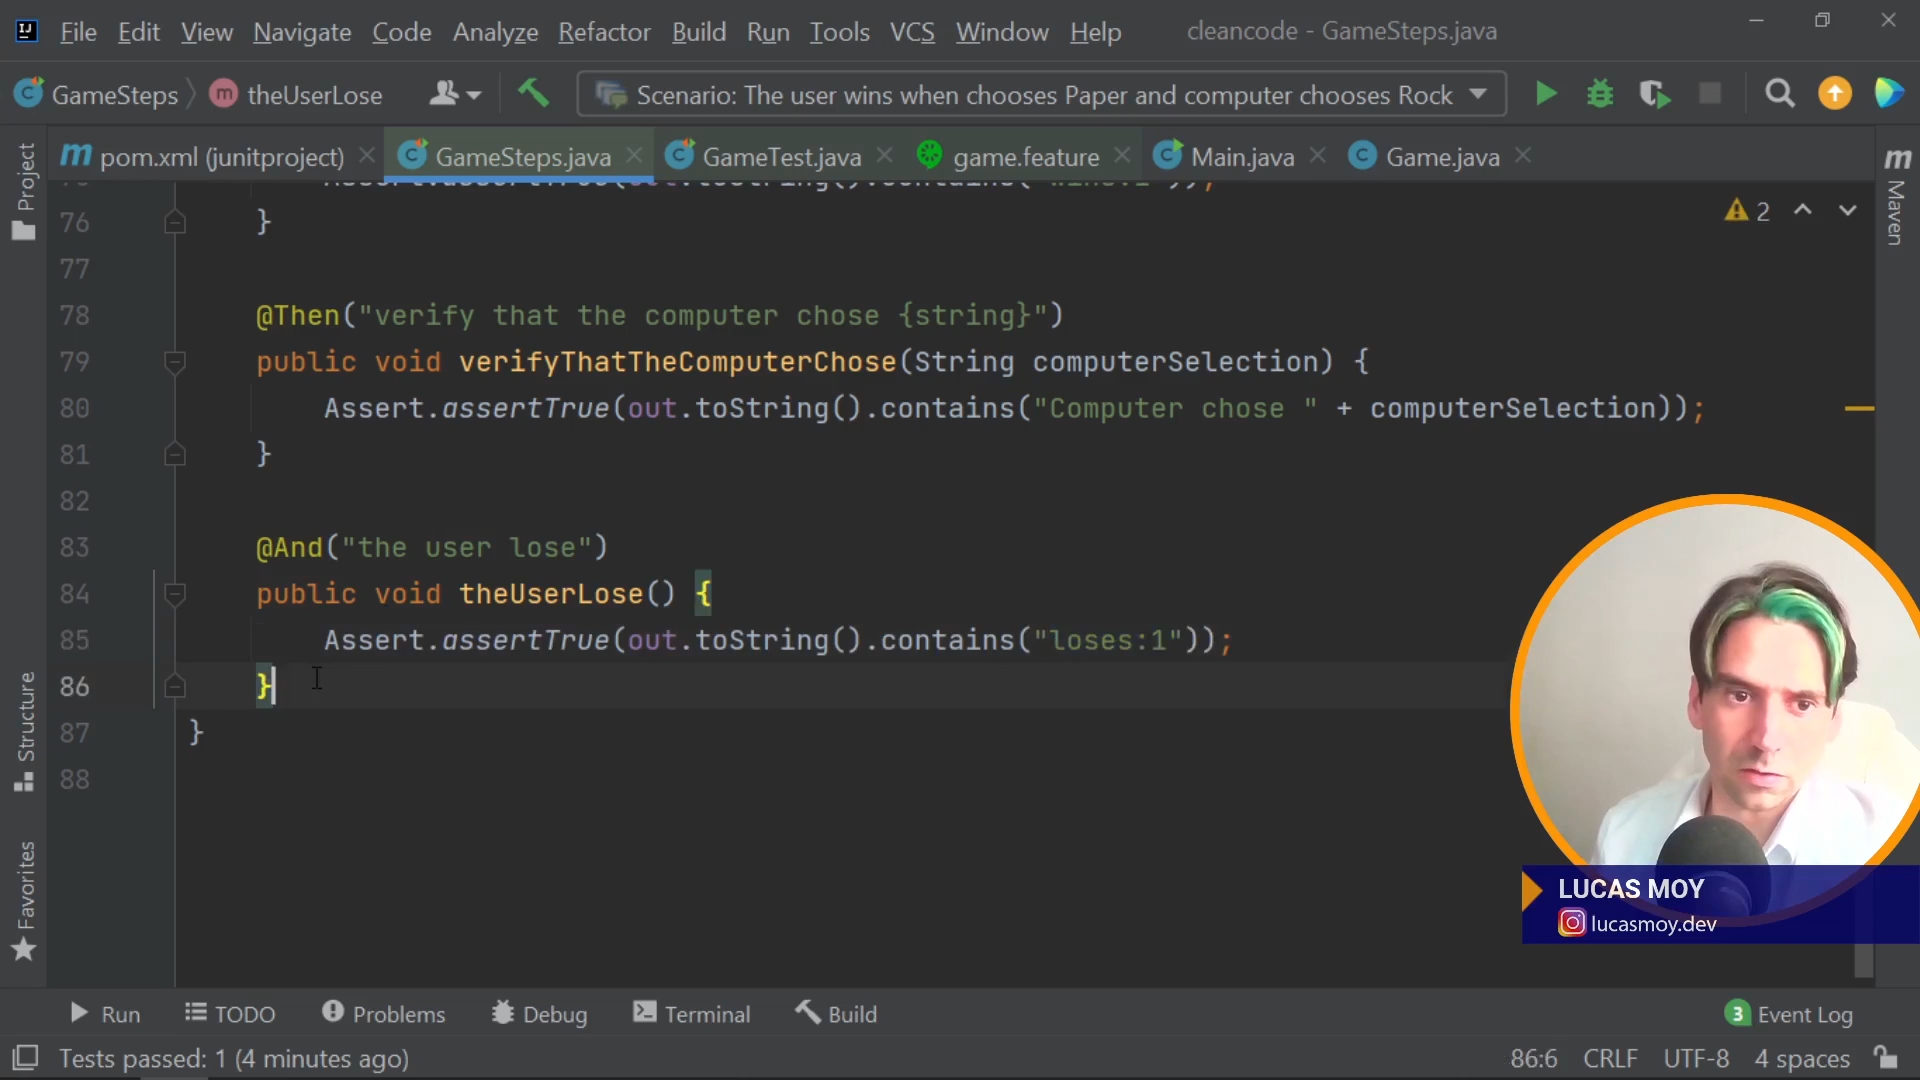 File Edit View Navigate Code Analyze Refactor Build Run Tools VCS Window Help cleancode - GameSteps.java
GameSteps theUserLose Scenario: The user wins when chooses Paper and computer chooses Rock
pom.xml (junitproject) GameSteps.java GameTest.java game.feature Main.java Game.java
Project
Structure
Favorites
Maven
2
76 }
77
78 @Then("verify that the computer chose {string}")
79 public void verifyThatTheComputerChose(String computerSelection) {
80 Assert.assertTrue(out.toString().contains("Computer chose " + computerSelection));
81 }
82
83 @And("the user lose")
84 public void theUserLose() {
85 Assert.assertTrue(out.toString().contains("loses:1"));
86 }
87 }
88
LUCAS MOY
lucasmoy.dev
Run TODO Problems Debug Terminal Build 3 Event Log
Tests passed: 1 (4 minutes ago) 86:6 CRLF UTF-8 4 spaces